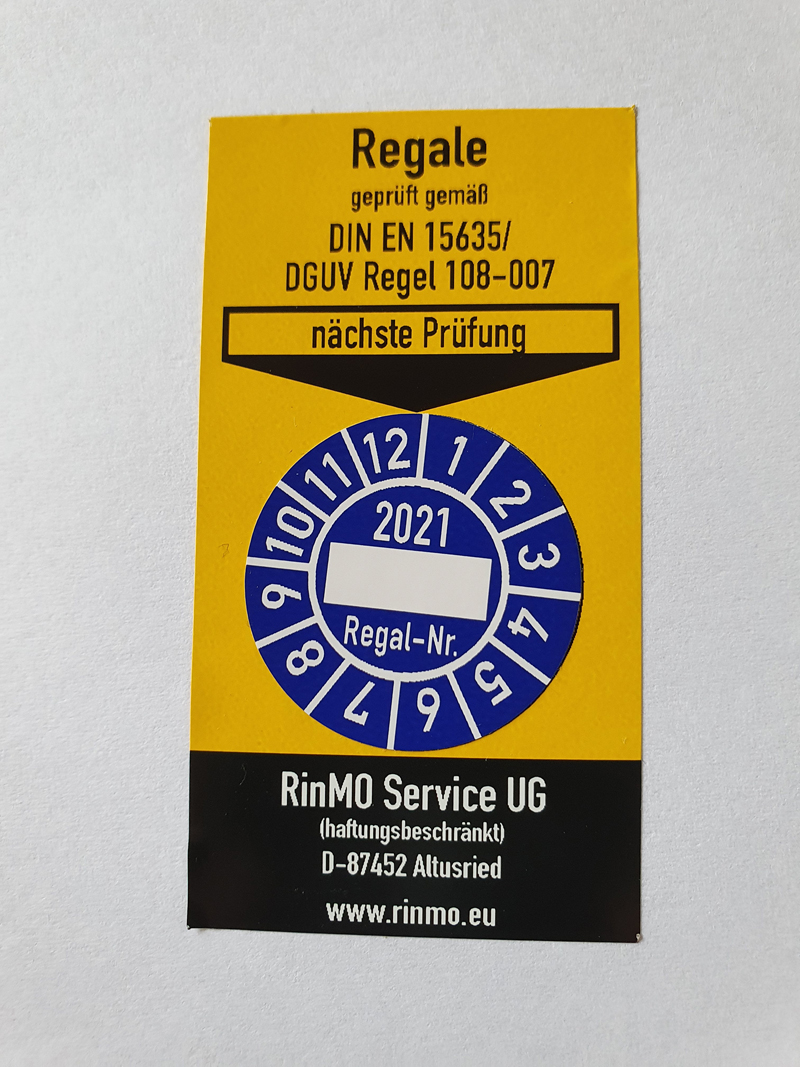 Regale
geprüft gemäß
DIN EN 15635/
DGUV Regel 108-007
nächste Prüfung
12 1 2 3 4 5 6 7 8 9 10 11
2021
Regal-Nr.
RinMO Service UG
(haftungsbeschränkt)
D-87452 Altusried
www.rinmo.eu